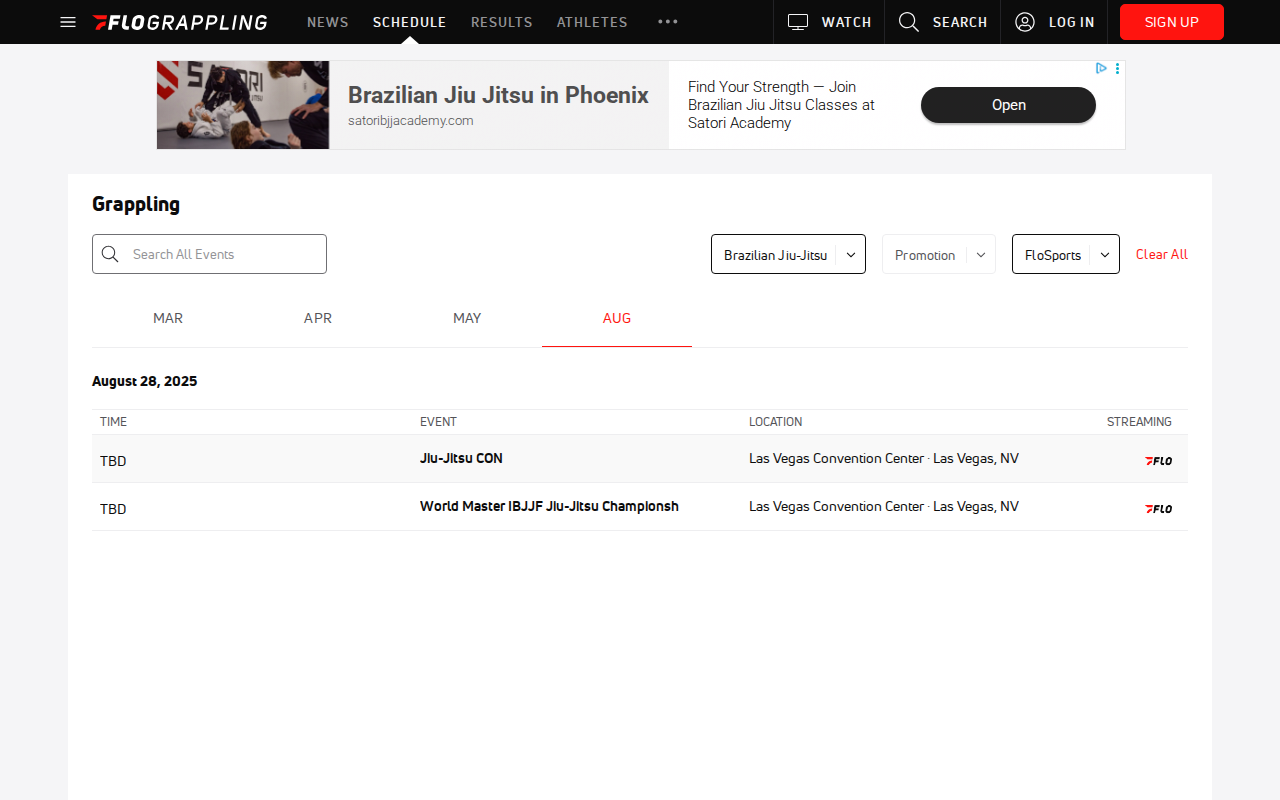 FLOGRAPPLING NEWS SCHEDULE RESULTS ATHLETES WATCH SEARCH LOG IN SIGN UP
SATORI
Brazilian Jiu Jitsu in Phoenix
satoribjjacademy.com
Find Your Strength — Join
Brazilian Jiu Jitsu Classes at
Satori Academy
Open
Grappling
Search All Events Brazilian Jiu-Jitsu Promotion FloSports Clear All
MAR APR MAY AUG
August 28, 2025
TIME EVENT LOCATION STREAMING
TBD Jiu-Jitsu CON Las Vegas Convention Center · Las Vegas, NV FLO
TBD World Master IBJJF Jiu-Jitsu Championsh Las Vegas Convention Center · Las Vegas, NV FLO